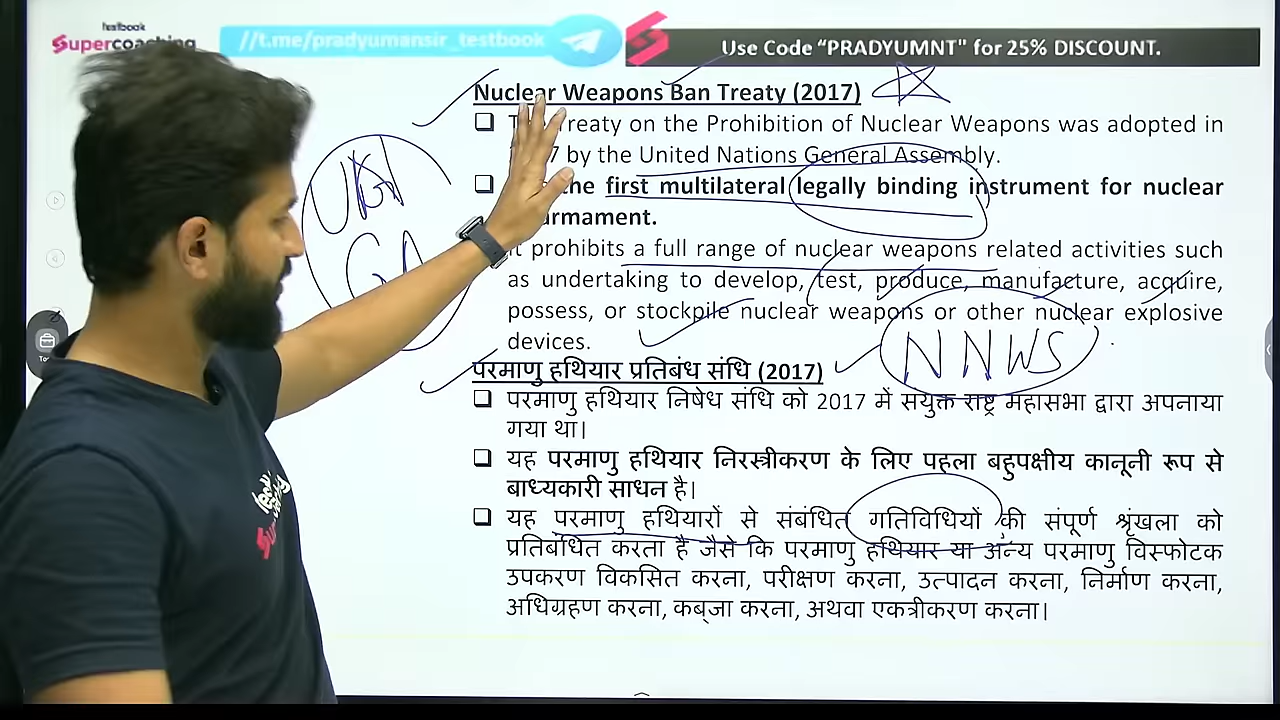 testbook
Supercoaching
//t.me/pradyumansir_testbook
Use Code “PRADYUMNT" for 25% DISCOUNT.
Nuclear Weapons Ban Treaty (2017)
Treaty on the Prohibition of Nuclear Weapons was adopted in
by the United Nations General Assembly.
the first multilateral legally binding instrument for nuclear
armament.
It prohibits a full range of nuclear weapons related activities such
as undertaking to develop, test, produce, manufacture, acquire,
possess, or stockpile nuclear weapons or other nuclear explosive
devices.
NNWS
परमाणु हथियार प्रतिबंध संधि (2017)
परमाणु हथियार निषेध संधि को 2017 में संयुक्त राष्ट्र महासभा द्वारा अपनाया
गया था।
यह परमाणु हथियार निरस्त्रीकरण के लिए पहला बहुपक्षीय कानूनी रूप से
बाध्यकारी साधन है।
यह परमाणु हथियारों से संबंधित गतिविधियों की संपूर्ण श्रृंखला को
प्रतिबंधित करता है जैसे कि परमाणु हथियार या अन्य परमाणु विस्फोटक
उपकरण विकसित करना, परीक्षण करना, उत्पादन करना, निर्माण करना,
अधिग्रहण करना, कब्जा करना, अथवा एकत्रीकरण करना।